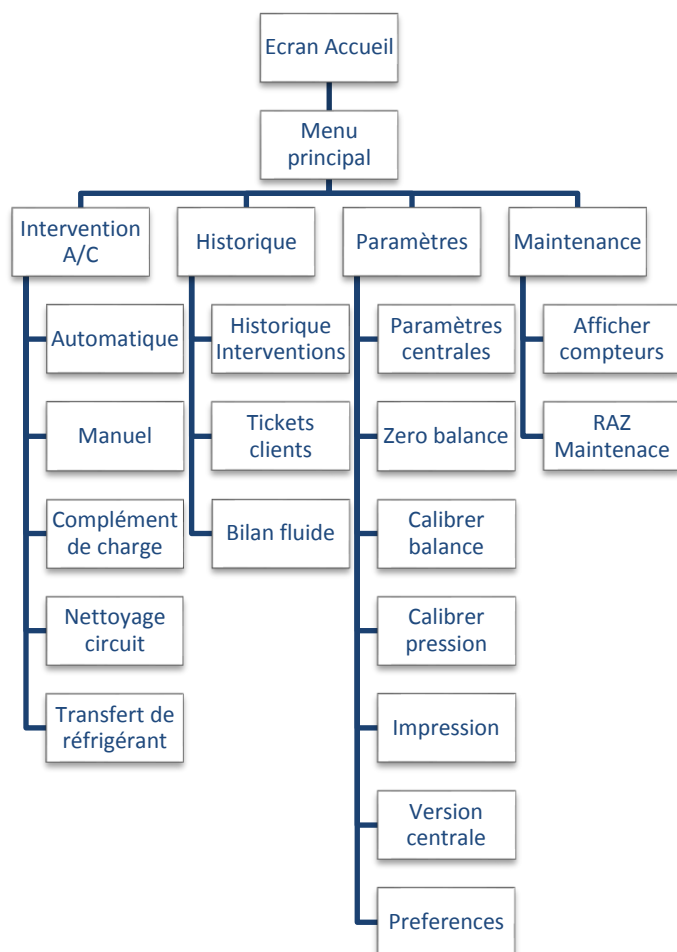 Ecran Accueil
Menu
principal
Intervention
A/C
Historique
Paramètres
Maintenance
Automatique
Manuel
Complément
de charge
Nettoyage
circuit
Transfert de
réfrigérant
Historique
Interventions
Tickets
clients
Bilan fluide
Paramètres
centrales
Zero balance
Calibrer
balance
Calibrer
pression
Impression
Version
centrale
Preferences
Afficher
compteurs
RAZ
Maintenace